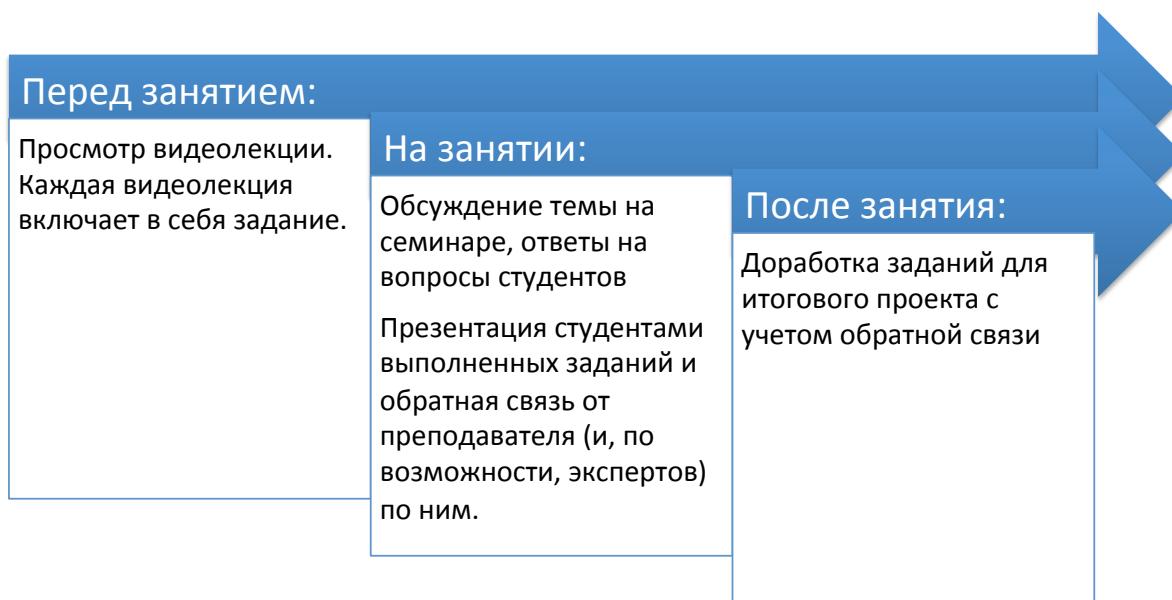 Перед занятием:
Просмотр видеолекции.
Каждая видеолекция
включает в себя задание.
На занятии:
Обсуждение темы на
семинаре, ответы на
вопросы студентов
Презентация студентами
выполненных заданий и
обратная связь от
преподавателя (и, по
возможности, экспертов)
по ним.
После занятия:
Доработка заданий для
итогового проекта с
учетом обратной связи